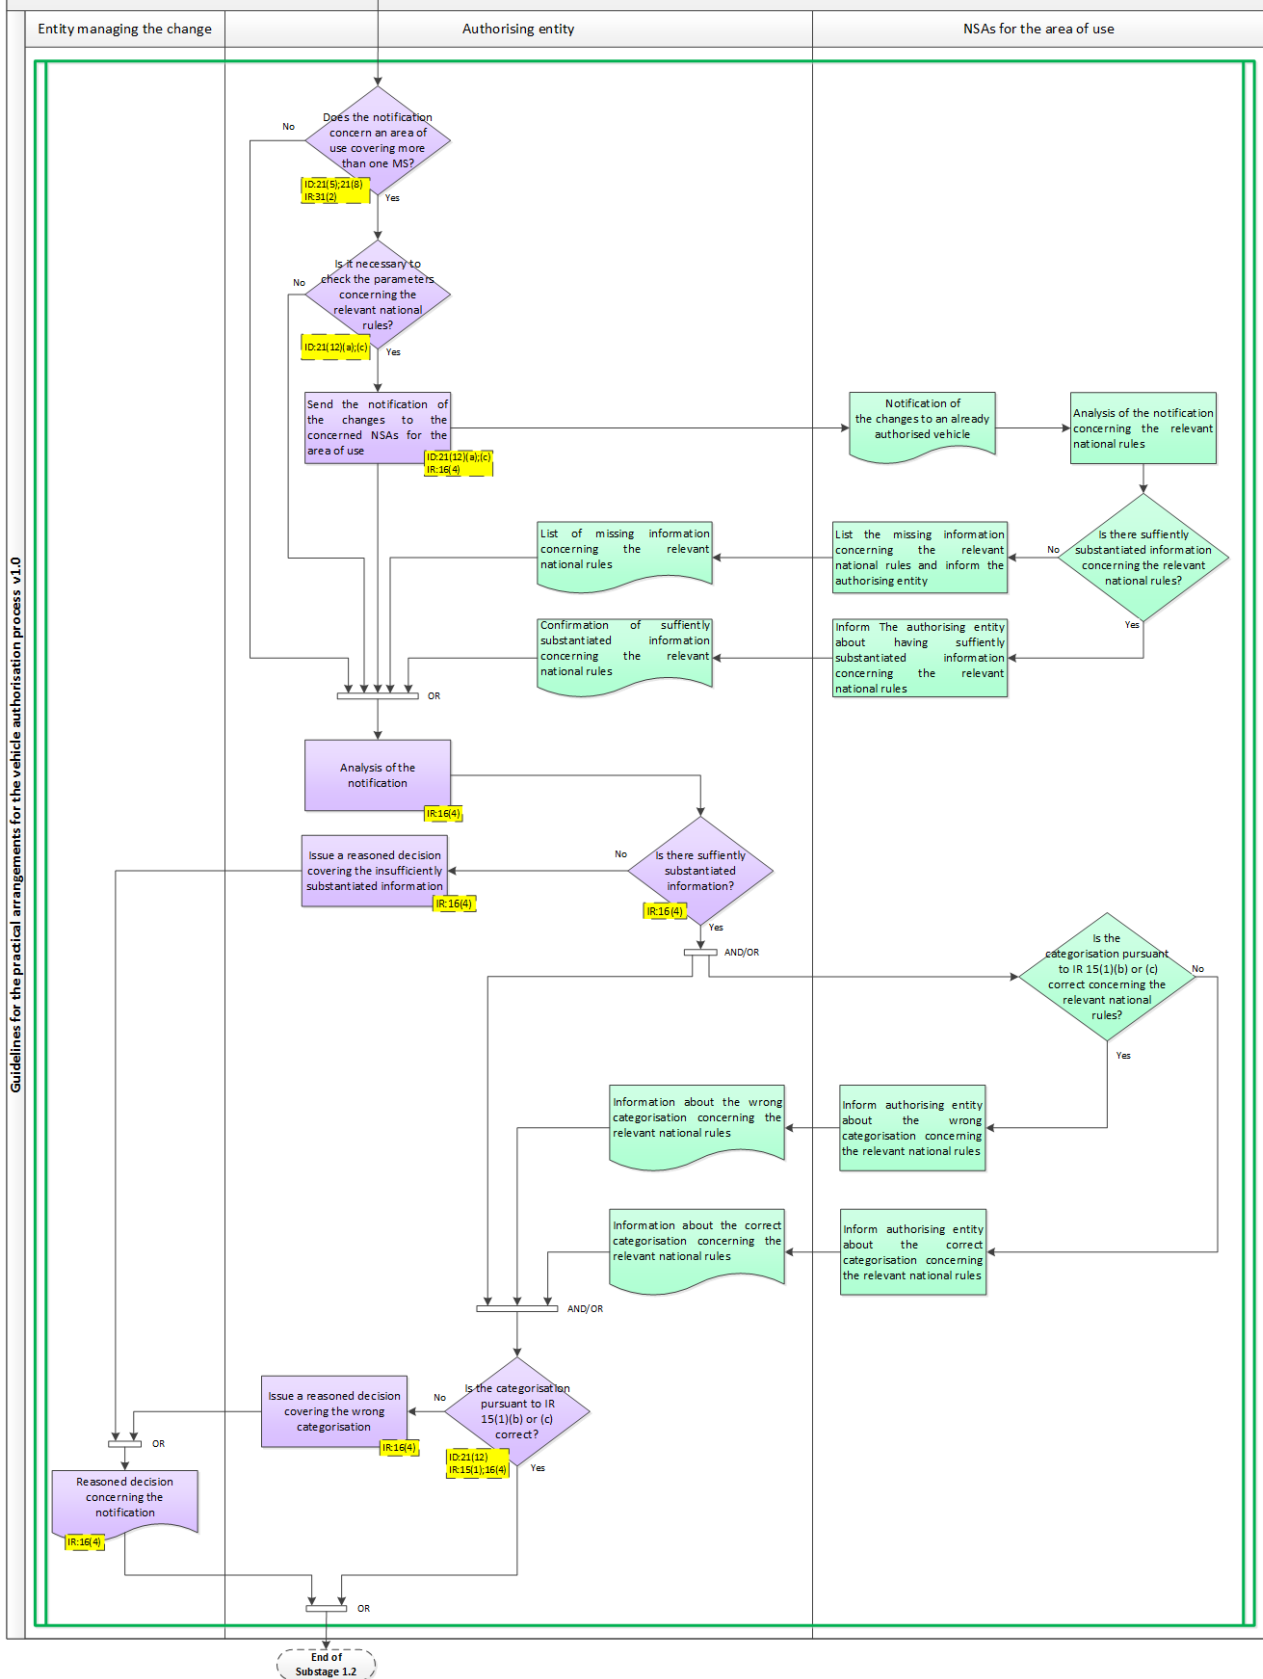 Guidelines for the practical arrangements for the vehicle authorisation process v1.0
Entity managing the change
Authorising entity
NSAs for the area of use
Does the notification
concern an area of
use covering more
than one MS?
No
ID:21(5);21(8)
IR:31(2)
Yes
Is it necessary to
check the parameters
concerning the
relevant national
rules?
No
ID:21(12)(a);(c)
Yes
Send the notification of
the changes to the
concerned NSAs for the
area of use
ID:21(12)(a);(c)
IR:16(4)
Notification of
the changes to an already
authorised vehicle
Analysis of the notification
concerning the relevant
national rules
Is there suffiently
substantiated information
concerning the relevant
national rules?
No
Yes
List the missing information
concerning the relevant
national rules and inform the
authorising entity
List of missing information
concerning the relevant
national rules
Inform The authorising entity
about having suffiently
substantiated information
concerning the relevant
national rules
Confirmation of suffiently
substantiated information
concerning the relevant
national rules
OR
Analysis of the
notification
IR:16(4)
Is there suffiently
substantiated
information?
No
IR:16(4)
Yes
Issue a reasoned decision
covering the insufficiently
substantiated information
IR:16(4)
AND/OR
Is the
categorisation pursuant
to IR 15(1)(b) or (c)
correct concerning the
relevant national
rules?
No
Yes
Inform authorising entity
about the wrong
categorisation concerning
the relevant national rules
Information about the wrong
categorisation concerning the
relevant national rules
Inform authorising entity
about the correct
categorisation concerning
the relevant national rules
Information about the correct
categorisation concerning the
relevant national rules
AND/OR
Is the categorisation
pursuant to IR
15(1)(b) or (c)
correct?
No
ID:21(12)
IR:15(1);16(4)
Yes
Issue a reasoned decision
covering the wrong
categorisation
IR:16(4)
OR
Reasoned decision
concerning the
notification
IR:16(4)
OR
End of
Substage 1.2